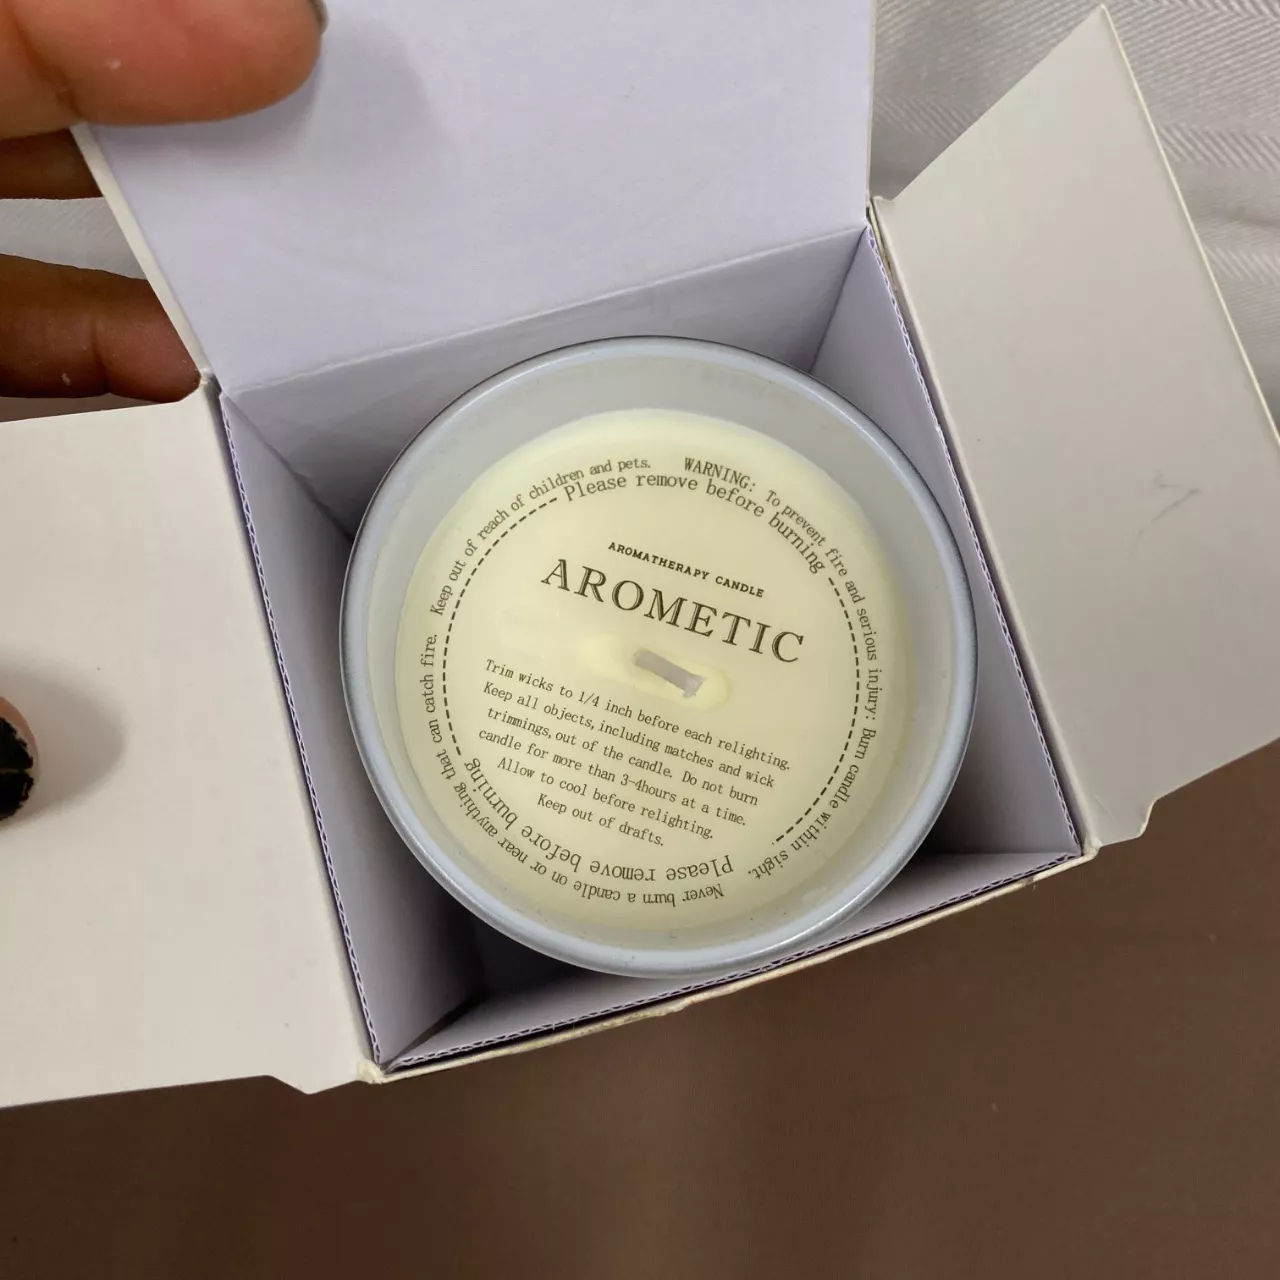 WARNING: To prevent fire and serious injury: Burn candle within sight. Never burn a candle on or near anything that can catch fire. Keep out of reach of children and pets.
Please remove before burning
AROMATHERAPY CANDLE
AROMETIC
Trim wicks to 1/4 inch before each relighting.
Keep all objects, including matches and wick
trimmings, out of the candle. Do not burn
candle for more than 3-4hours at a time.
Allow to cool before relighting.
Keep out of drafts.
Please remove before burning